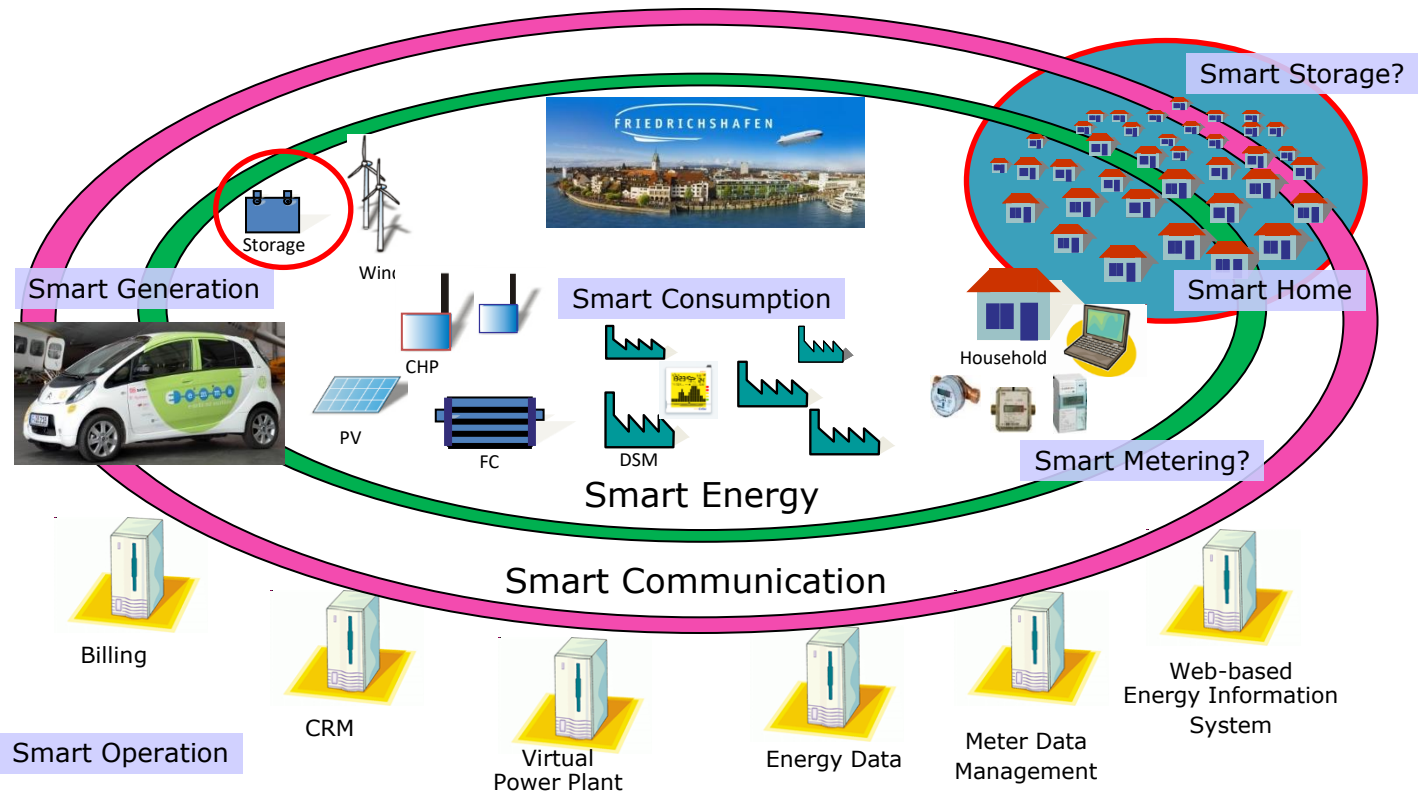 Smart Storage?
FRIEDRICHSHAFEN
Storage
Wind
Smart Generation
Smart Consumption
Smart Home
CHP
Household
PV
FC
DSM
Smart Metering?
Smart Energy
Smart Communication
Billing
CRM
Virtual
Power Plant
Energy Data
Meter Data
Management
Web-based
Energy Information
System
Smart Operation